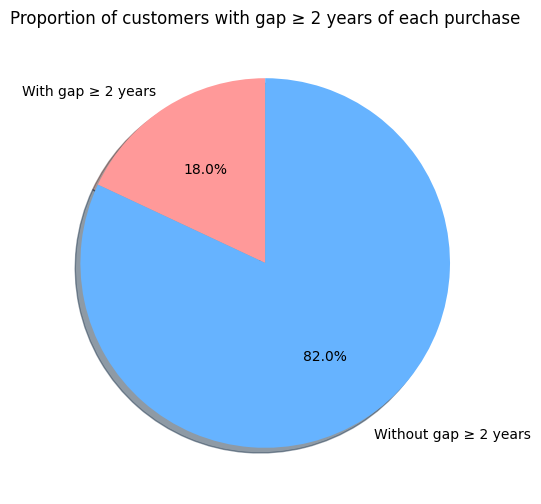 Proportion of customers with gap ≥ 2 years of each purchase
With gap ≥ 2 years
18.0%
82.0%
Without gap ≥ 2 years